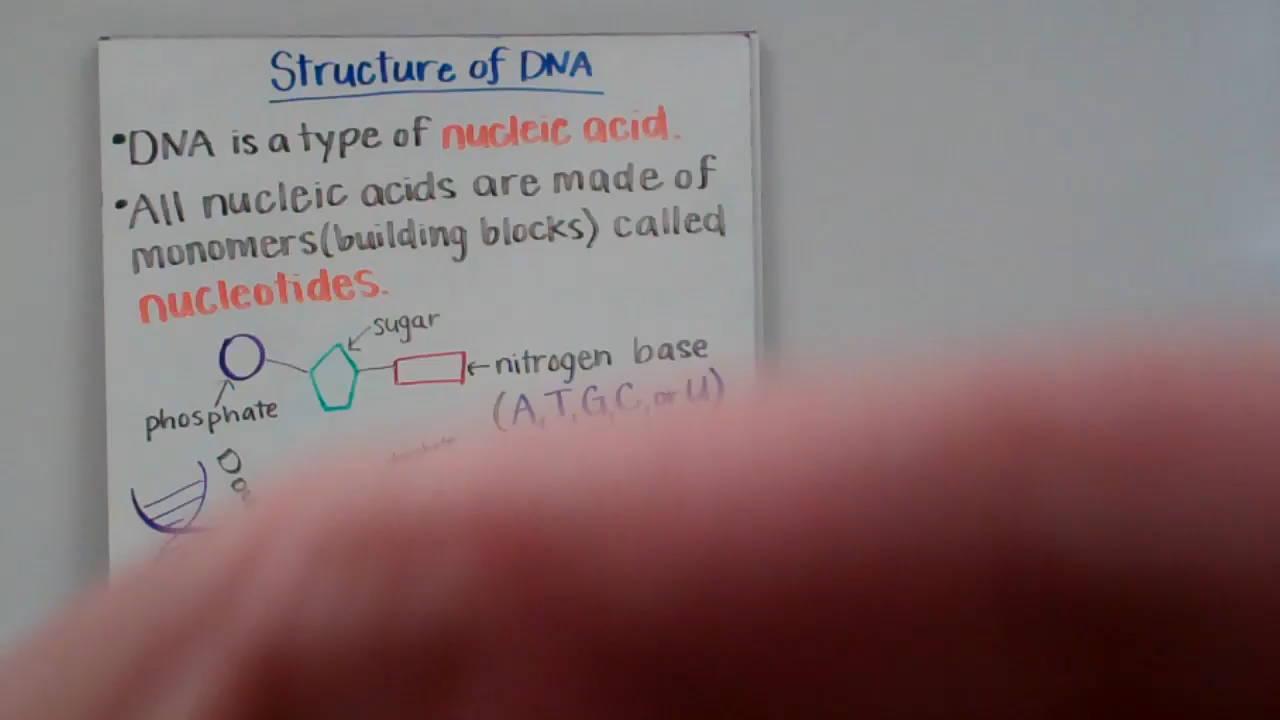 Structure of DNA
•DNA is a type of nucleic acid.
•All nucleic acids are made of
monomers(building blocks) called
nucleotides.
sugar
←nitrogen base
phosphate
(A,T,G,C, or U)